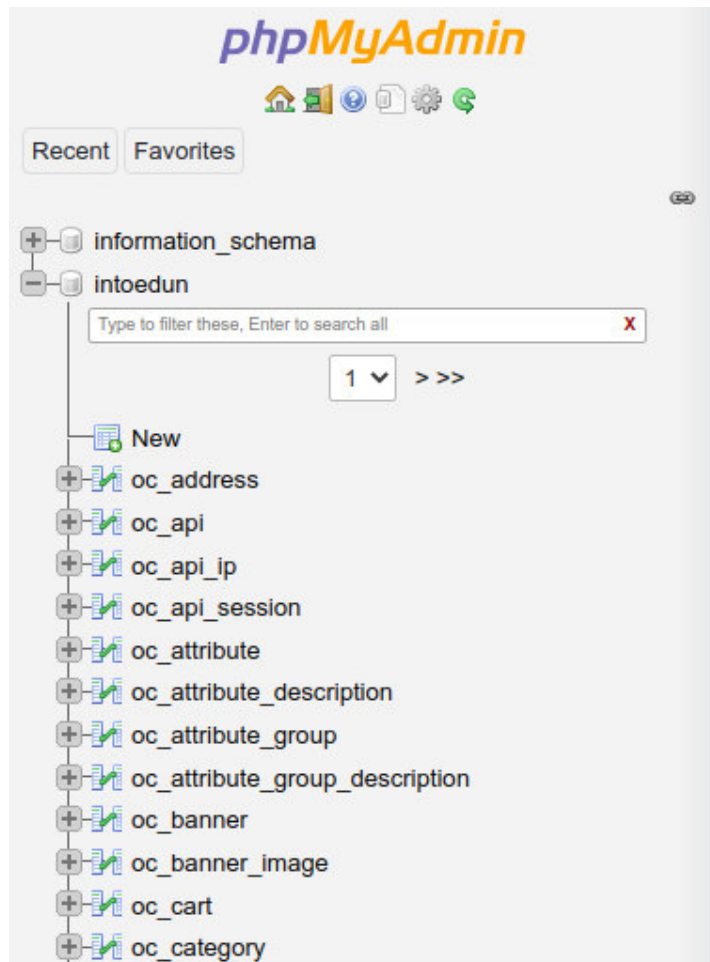 phpMyAdmin
Recent Favorites
information_schema
intoedun
Type to filter these, Enter to search all X
1 > >>
New
oc_address
oc_api
oc_api_ip
oc_api_session
oc_attribute
oc_attribute_description
oc_attribute_group
oc_attribute_group_description
oc_banner
oc_banner_image
oc_cart
oc_category